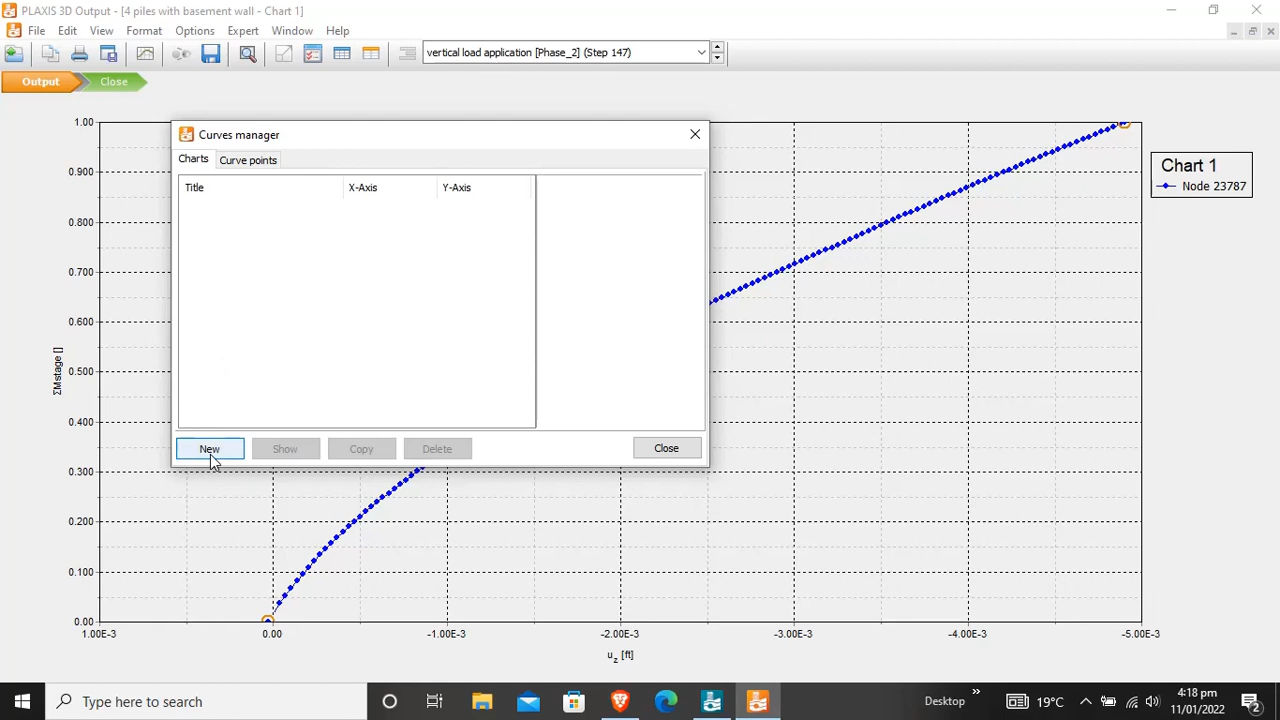 PLAXIS 3D Output - [4 piles with basement wall - Chart 1]
File Edit View Format Options Expert Window Help
vertical load application [Phase_2] (Step 147)
Output Close
Curves manager
Charts Curve points
Title X-Axis Y-Axis
New Show Copy Delete Close
1.00
0.900
0.800
0.700
0.600
0.500
0.400
0.300
0.200
0.100
0.00
ΣMstage []
1.00E-3 0.00 -1.00E-3 -2.00E-3 -3.00E-3 -4.00E-3 -5.00E-3
uz [ft]
Chart 1
Node 23787
Type here to search
Desktop
19°C
4:18 pm
11/01/2022
2